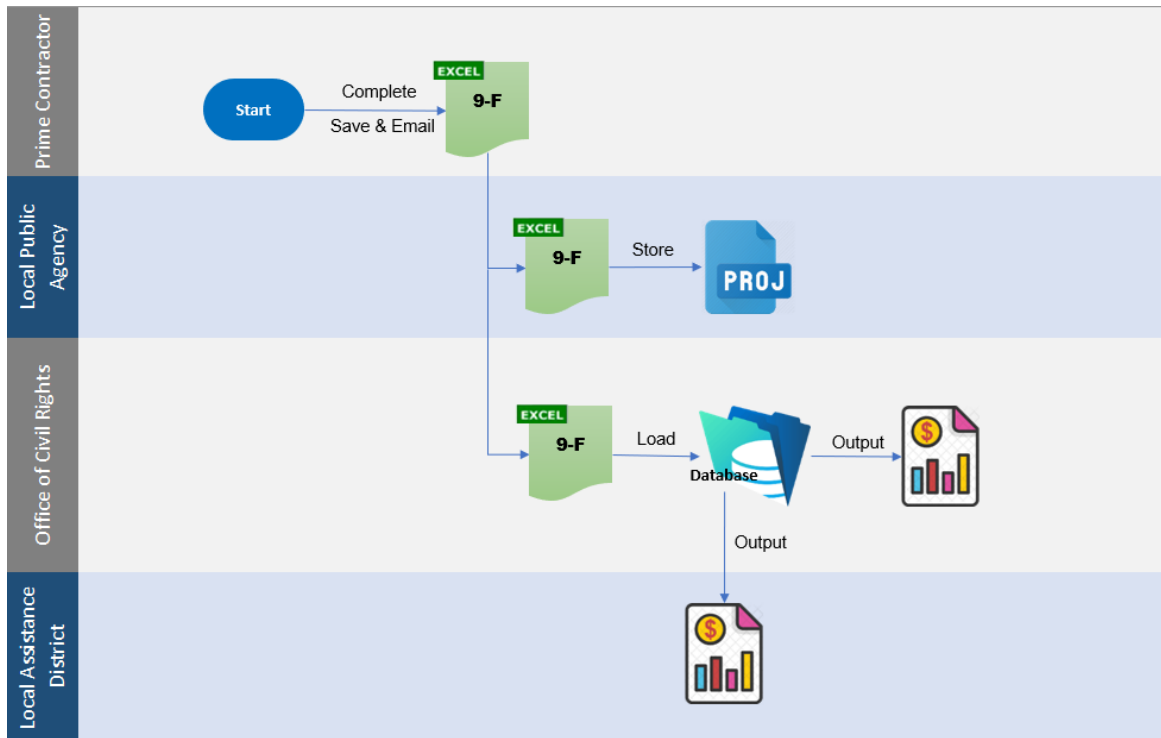 Prime Contractor
Start
Complete
Save & Email
EXCEL
9-F
Local Public
Agency
EXCEL
9-F
Store
PROJ
Office of Civil Rights
EXCEL
9-F
Load
Database
Output
$
Output
Local Assistance
District
$